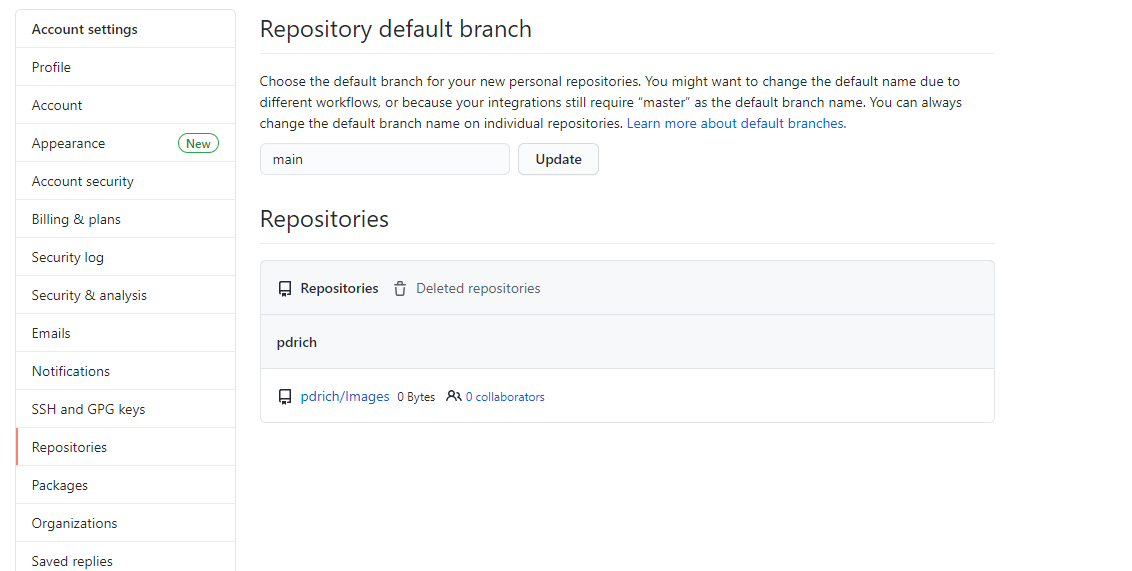 Account settings
Profile
Account
Appearance New
Account security
Billing & plans
Security log
Security & analysis
Emails
Notifications
SSH and GPG keys
Repositories
Packages
Organizations
Saved replies
Repository default branch
Choose the default branch for your new personal repositories. You might want to change the default name due to
different workflows, or because your integrations still require “master” as the default branch name. You can always
change the default branch name on individual repositories. Learn more about default branches.
main Update
Repositories
Repositories Deleted repositories
pdrich
pdrich/Images 0 Bytes 0 collaborators